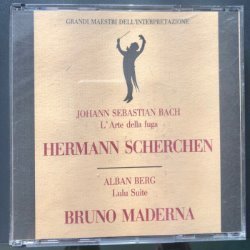 GRANDI MAESTRI DELL'INTERPRETAZIONE
JOHANN SEBASTIAN BACH
L'Arte della fuga
HERMANN SCHERCHEN
ALBAN BERG
Lulu Suite
BRUNO MADERNA